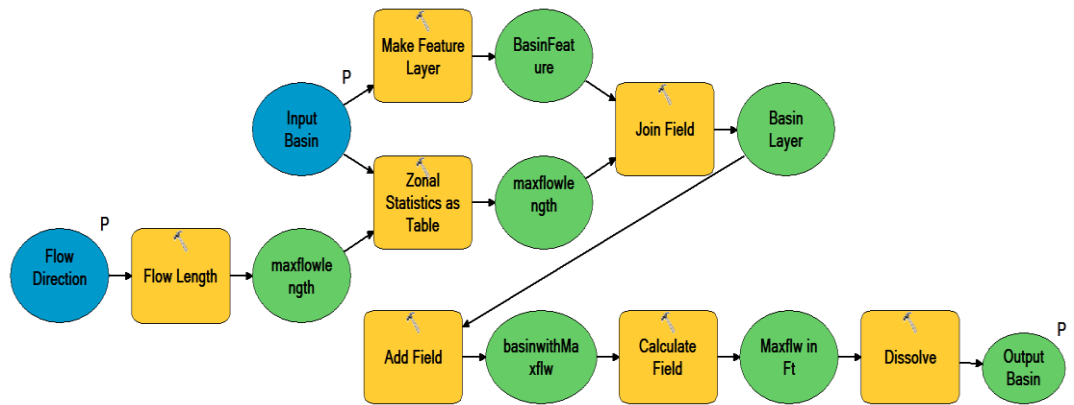 Make Feature
Layer
BasinFeat
ure
P
Input
Basin
Join Field
Basin
Layer
Zonal
Statistics as
Table
maxflowle
ngth
P
Flow
Direction
Flow Length
maxflowle
ngth
Add Field
basinwithMa
xflw
Calculate
Field
Maxflw in
Ft
Dissolve
P
Output
Basin